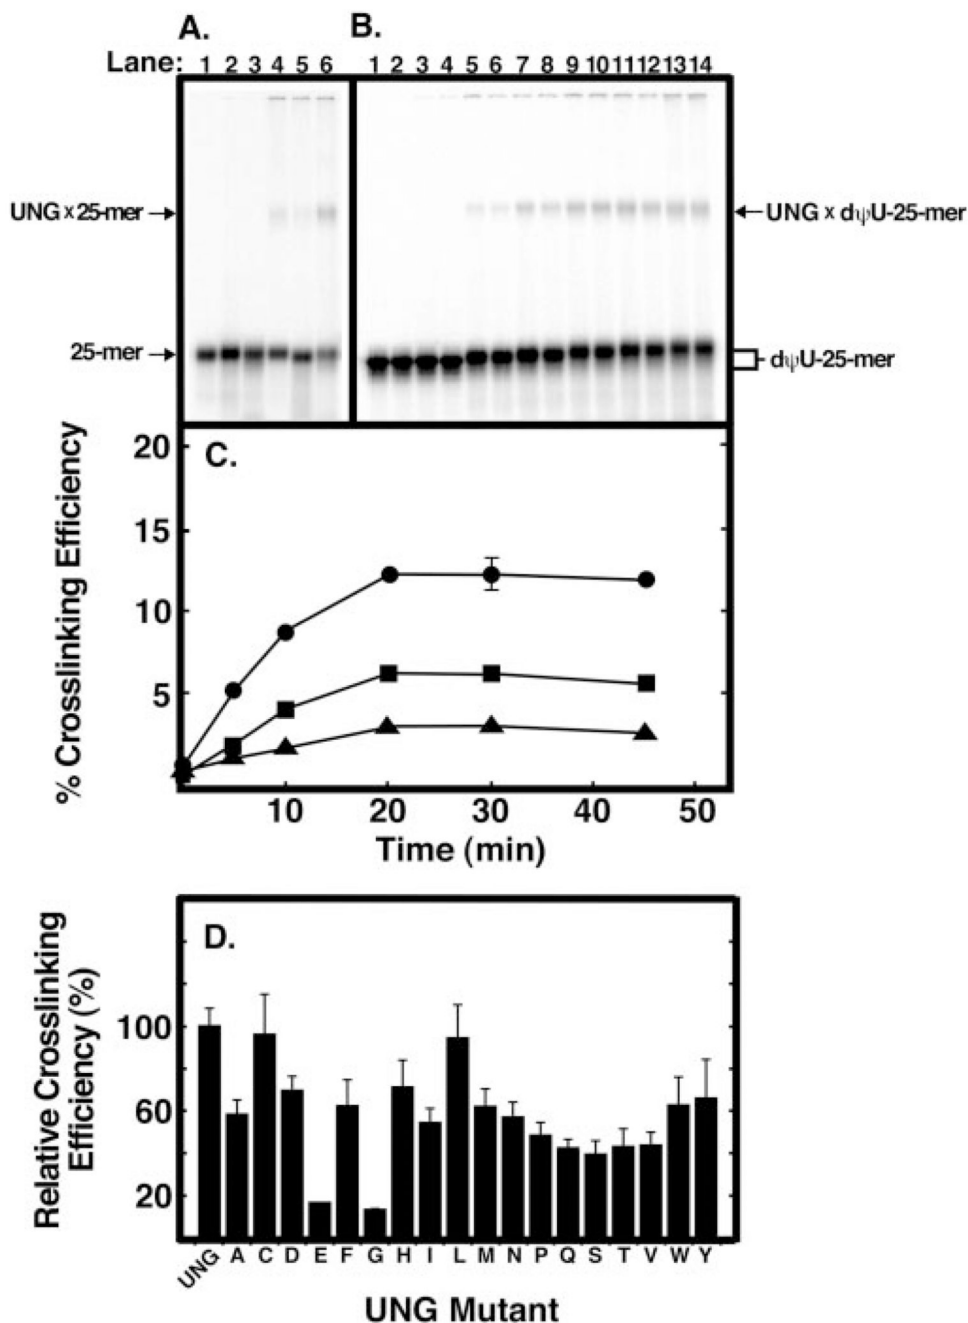 A.
B.
Lane: 1 2 3 4 5 6 1 2 3 4 5 6 7 8 9 10 11 12 13 14
UNG x 25-mer
UNG x dψU-25-mer
25-mer
dψU-25-mer
C.
% Crosslinking Efficiency
20
15
10
5
10 20 30 40 50
Time (min)
D.
Relative Crosslinking
Efficiency (%)
100
60
20
UNG A C D E F G H I L M N P Q S T V W Y
UNG Mutant